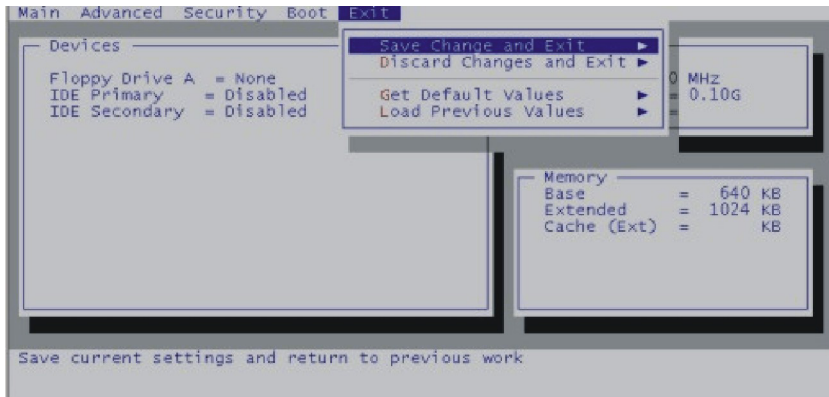 Main Advanced Security Boot Exit
Devices
Floppy Drive A = None
IDE Primary = Disabled
IDE Secondary = Disabled
Save Change and Exit ►
Discard Changes and Exit ►
Get Default Values ►
Load Previous Values ►
0 MHz
= 0.10G
=
Memory
Base = 640 KB
Extended = 1024 KB
Cache (Ext) = KB
Save current settings and return to previous work